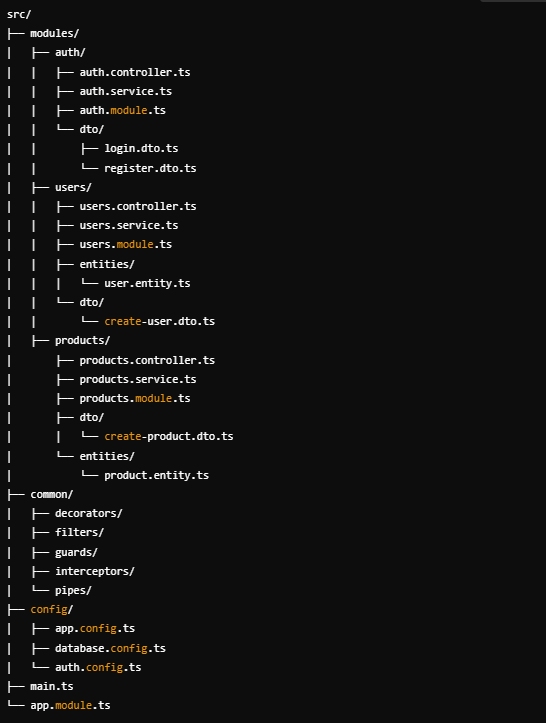 src/
├── modules/
│   ├── auth/
│   │   ├── auth.controller.ts
│   │   ├── auth.service.ts
│   │   ├── auth.module.ts
│   │   └── dto/
│   │       ├── login.dto.ts
│   │       └── register.dto.ts
│   ├── users/
│   │   ├── users.controller.ts
│   │   ├── users.service.ts
│   │   ├── users.module.ts
│   │   ├── entities/
│   │   │   └── user.entity.ts
│   │   └── dto/
│   │       └── create-user.dto.ts
│   ├── products/
│       ├── products.controller.ts
│       ├── products.service.ts
│       ├── products.module.ts
│       ├── dto/
│       │   └── create-product.dto.ts
│       └── entities/
│           └── product.entity.ts
├── common/
│   ├── decorators/
│   ├── filters/
│   ├── guards/
│   ├── interceptors/
│   └── pipes/
├── config/
│   ├── app.config.ts
│   ├── database.config.ts
│   └── auth.config.ts
├── main.ts
└── app.module.ts